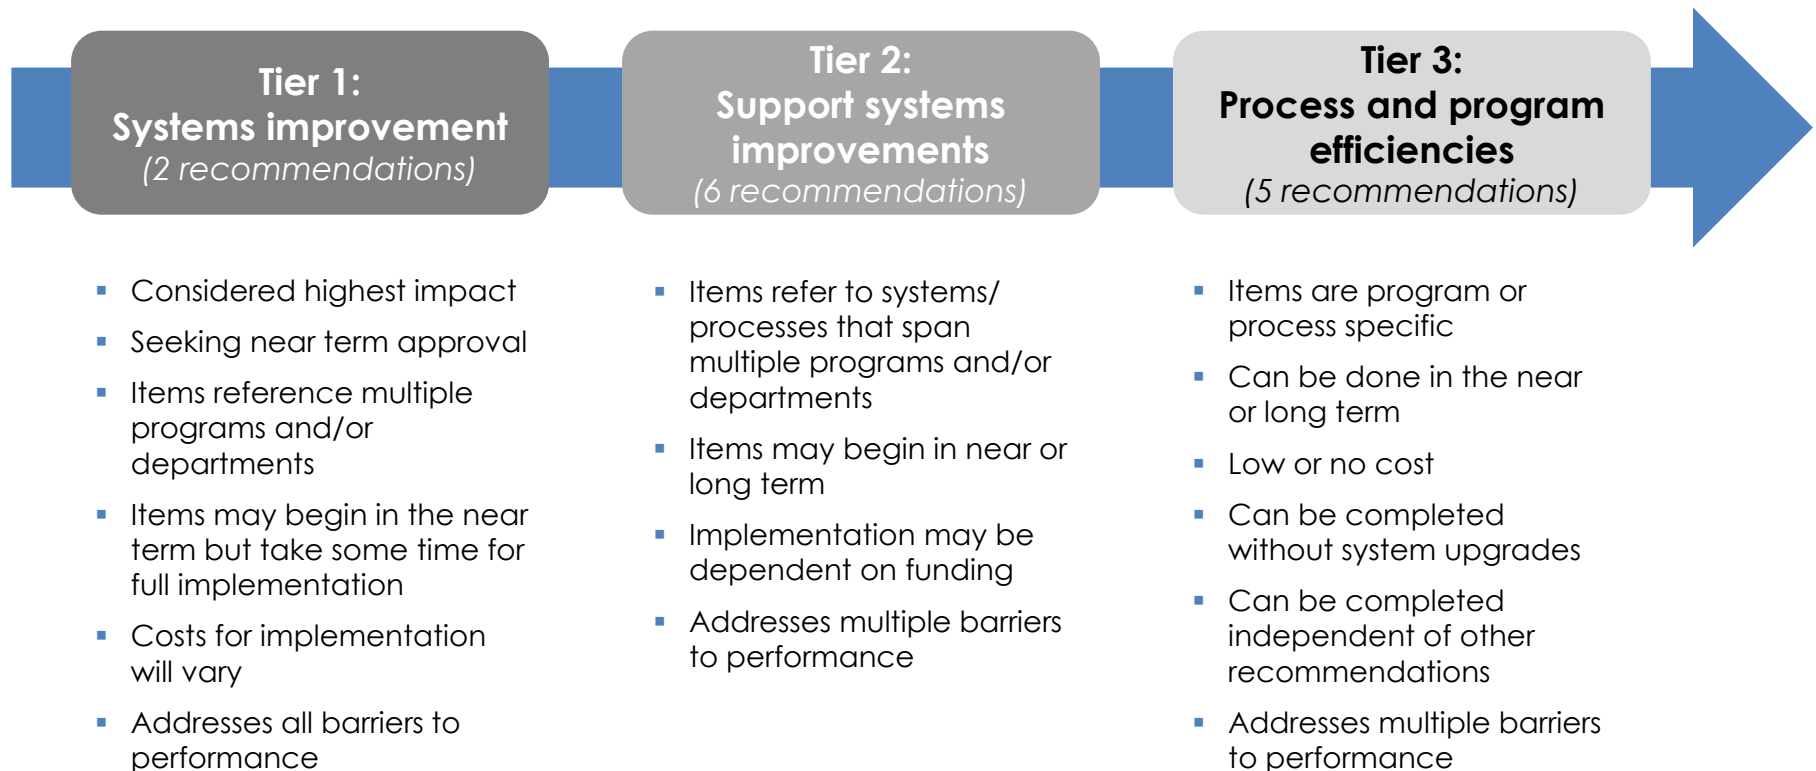 Tier 1:
Systems improvement
(2 recommendations)
Tier 2:
Support systems
improvements
(6 recommendations)
Tier 3:
Process and program
efficiencies
(5 recommendations)
▪ Considered highest impact
▪ Seeking near term approval
▪ Items reference multiple
programs and/or
departments
▪ Items may begin in the near
term but take some time for
full implementation
▪ Costs for implementation
will vary
▪ Addresses all barriers to
performance
▪ Items refer to systems/
processes that span
multiple programs and/or
departments
▪ Items may begin in near or
long term
▪ Implementation may be
dependent on funding
▪ Addresses multiple barriers
to performance
▪ Items are program or
process specific
▪ Can be done in the near
or long term
▪ Low or no cost
▪ Can be completed
without system upgrades
▪ Can be completed
independent of other
recommendations
▪ Addresses multiple barriers
to performance